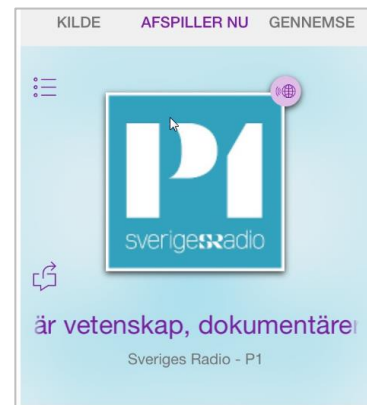 KILDE AFSPILLER NU GENNEMSE
P1
sverigesradio
är vetenskap, dokumentärer
Sveriges Radio - P1